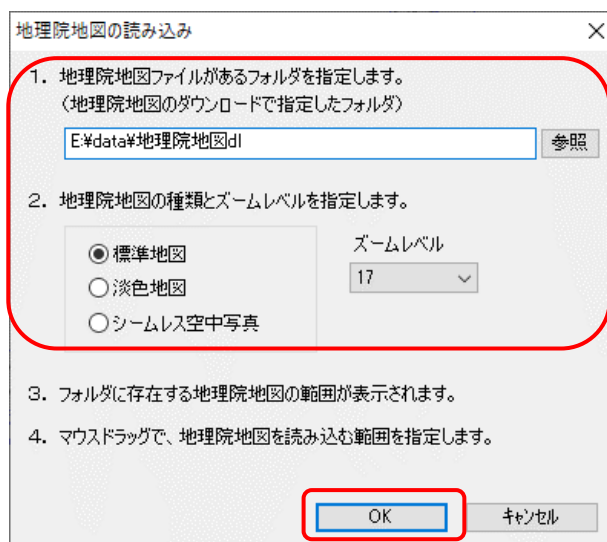 地理院地図の読み込み
1. 地理院地図ファイルがあるフォルダを指定します。
（地理院地図のダウンロードで指定したフォルダ）
E:¥data¥地理院地図dl 参照
2. 地理院地図の種類とズームレベルを指定します。
ズームレベル
標準地図
17
淡色地図
シームレス空中写真
3. フォルダに存在する地理院地図の範囲が表示されます。
4. マウスドラッグで、地理院地図を読み込む範囲を指定します。
OK キャンセル